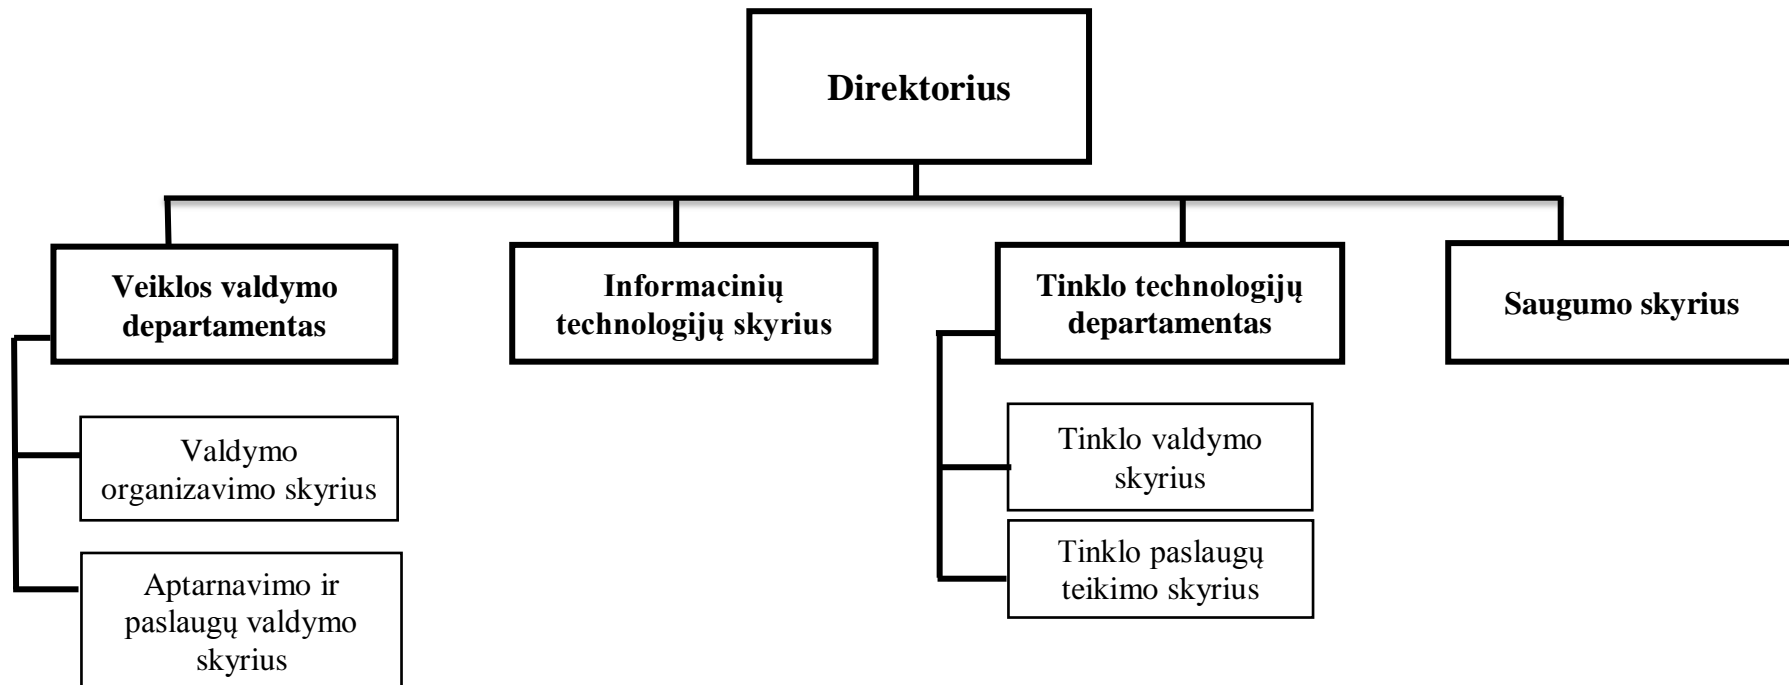 Direktorius
Veiklos valdymo
departamentas
Informacinių
technologijų skyrius
Tinklo technologijų
departamentas
Saugumo skyrius
Valdymo
organizavimo skyrius
Aptarnavimo ir
paslaugų valdymo
skyrius
Tinklo valdymo
skyrius
Tinklo paslaugų
teikimo skyrius